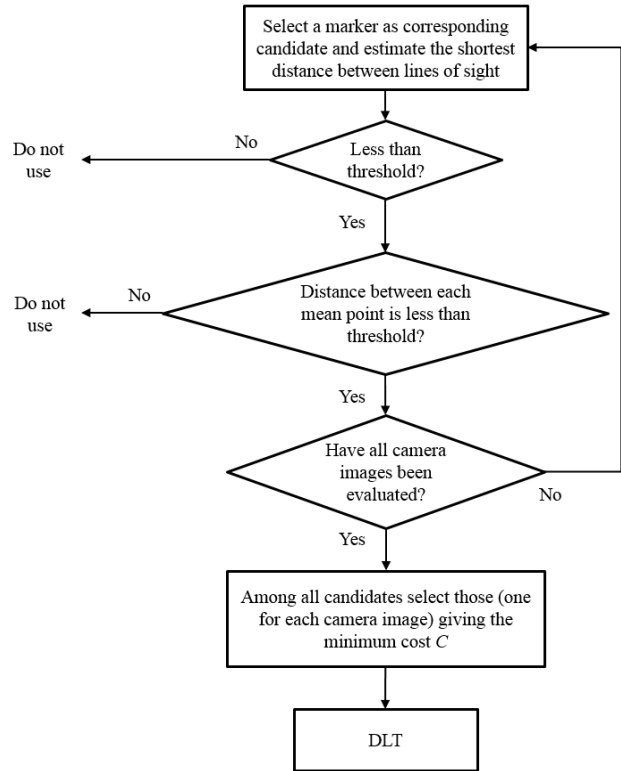 Select a marker as corresponding
candidate and estimate the shortest
distance between lines of sight
No
Do not
use
Less than
threshold?
Yes
No
Do not
use
Distance between each
mean point is less than
threshold?
Yes
Have all camera
images been
evaluated?
No
Yes
Among all candidates select those (one
for each camera image) giving the
minimum cost C
DLT